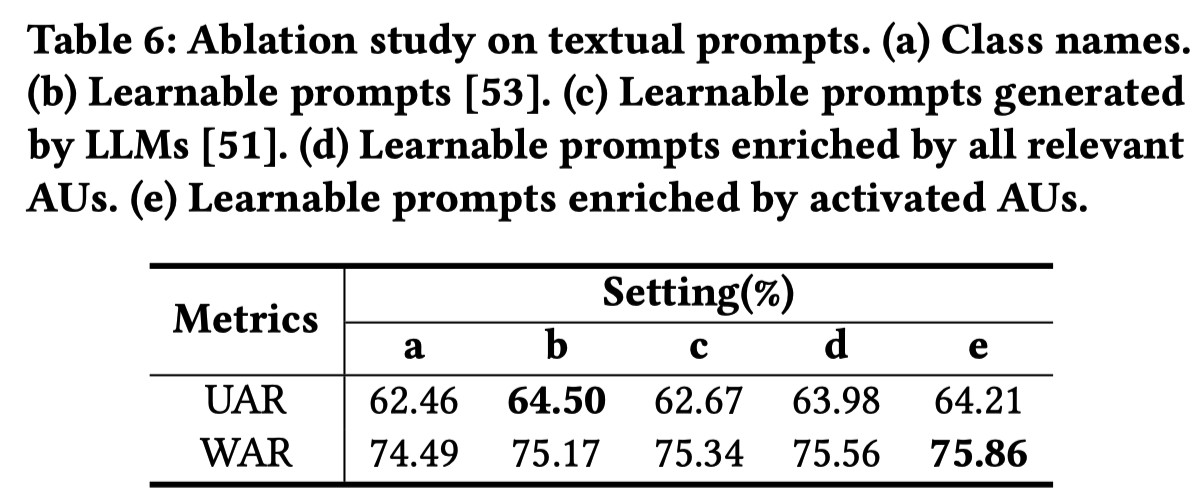 Table 6: Ablation study on textual prompts. (a) Class names.
(b) Learnable prompts [53]. (c) Learnable prompts generated
by LLMs [51]. (d) Learnable prompts enriched by all relevant
AUs. (e) Learnable prompts enriched by activated AUs.
Metrics Setting(%)
a b c d e
UAR 62.46 64.50 62.67 63.98 64.21
WAR 74.49 75.17 75.34 75.56 75.86